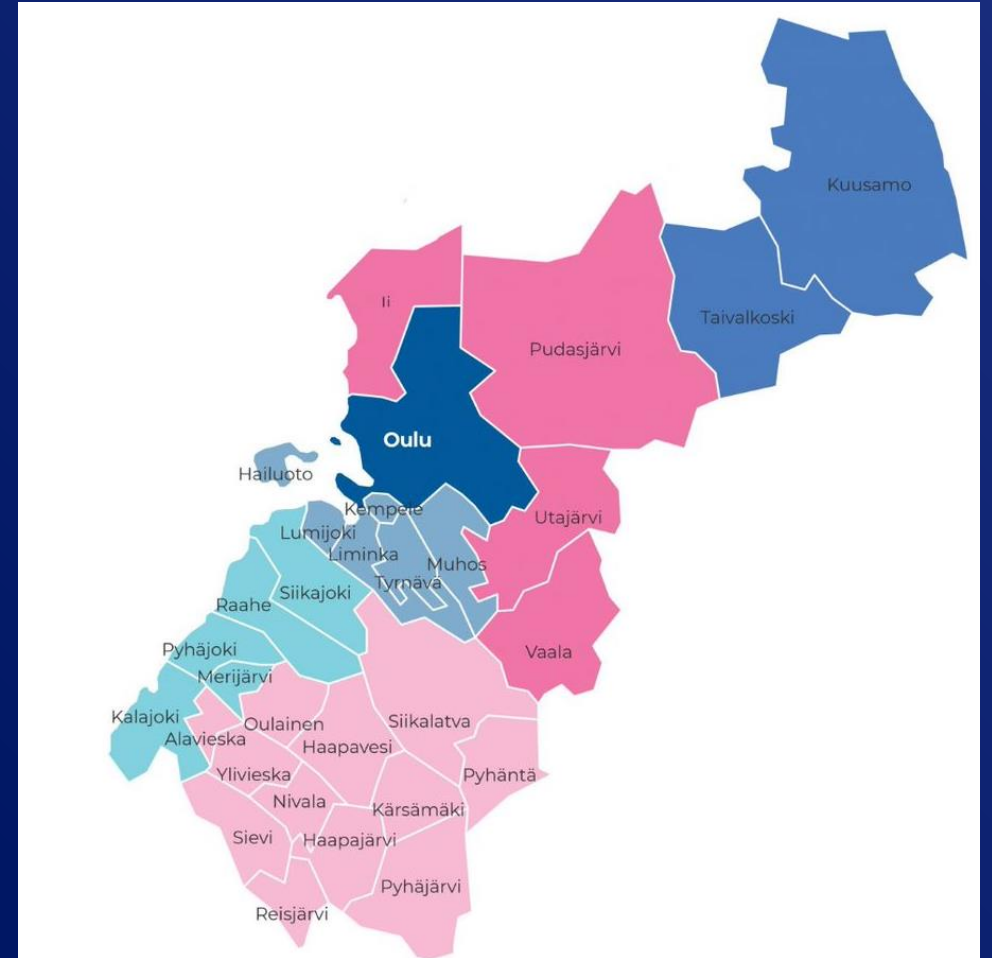 Kuusamo
Ii
Taivalkoski
Pudasjärvi
Oulu
Hailuoto
Kempele
Utajärvi
Lumijoki
Liminka
Muhos
Tyrnävä
Siikajoki
Raahe
Pyhäjoki
Vaala
Merijärvi
Kalajoki
Siikalatva
Oulainen
Alavieska
Haapavesi
Ylivieska
Pyhäntä
Nivala
Kärsämäki
Sievi
Haapajärvi
Pyhäjärvi
Reisjärvi